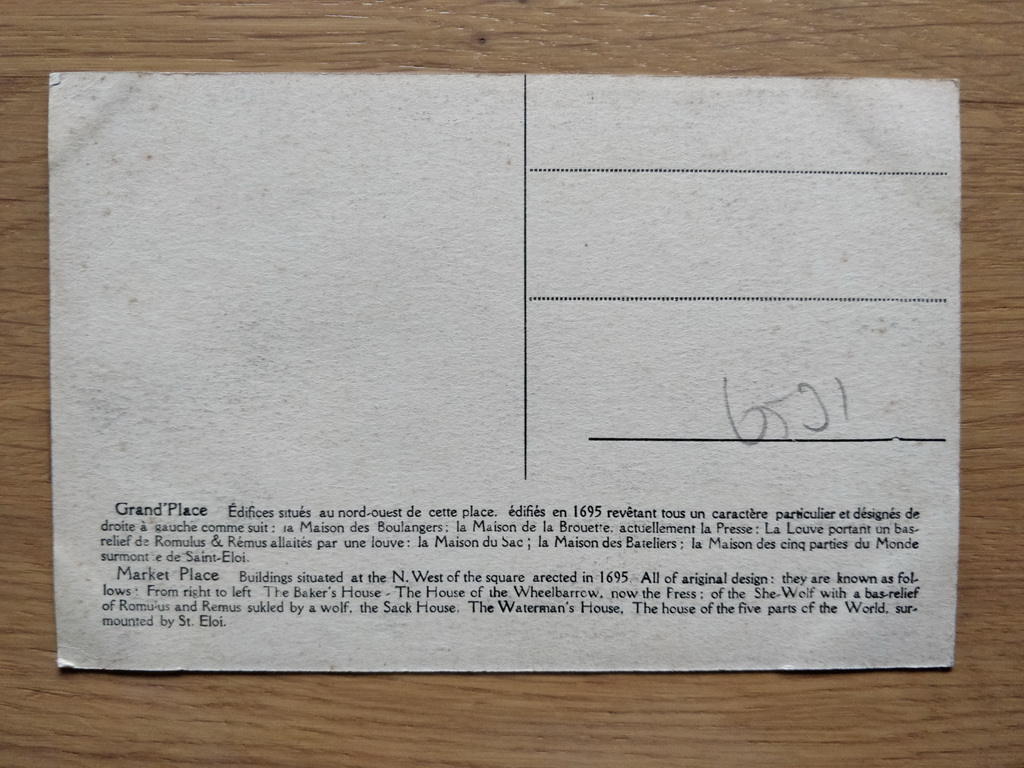 6591
Grand'Place Édifices situés au nord-ouest de cette place. édifiés en 1695 revêtant tous un caractère particulier et désignés de
droite à gauche comme suit : la Maison des Boulangers ; la Maison de la Brouette. actuellement la Presse ; La Louve portant un bas-
relief de Romulus & Rémus allaités par une louve : la Maison du Sac ; la Maison des Bateliers ; la Maison des cinq parties du Monde
surmontée de Saint-Eloi.
Market Place Buildings situated at the N. West of the square arected in 1695. All of ariginal design : they are known as fol-
lows : From right to left The Baker's House - The House of the Wheelbarrow, now the Press ; of the She-Wolf with a bas-relief
of Romulus and Remus sukled by a wolf, the Sack House. The Waterman's House, The house of the five parts of the World, sur-
mounted by St. Eloi.